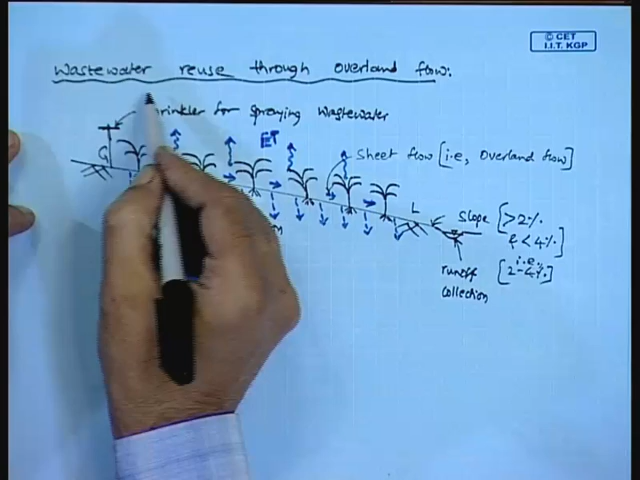 © CET
I.I.T. KGP
Wastewater reuse through overland flow:
for spraying wastewater
G
ET
Sheet flow [i.e., Overland flow]
L
Slope [>2%
& <4%]
i.e.,
[2-4%]
runoff
collection